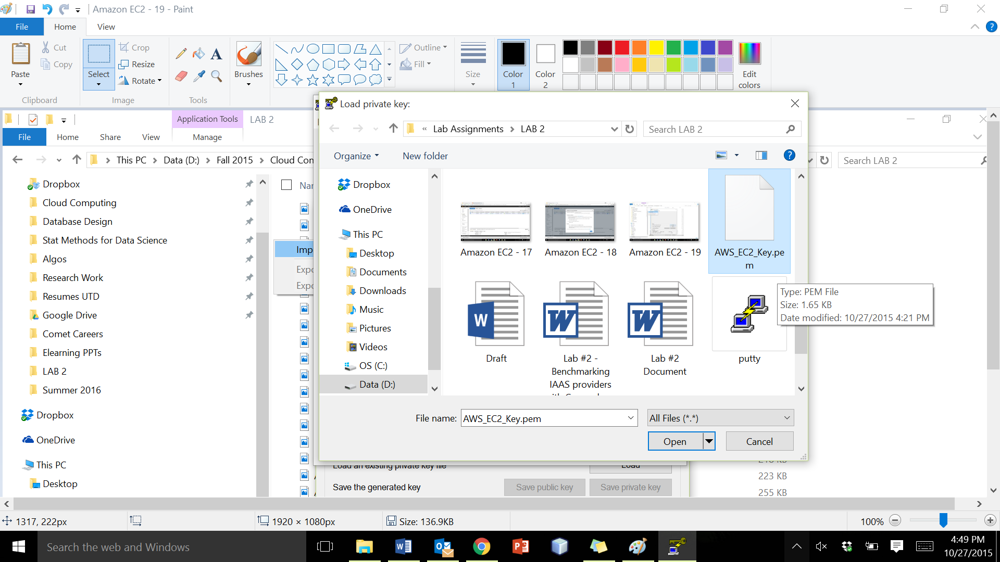 Amazon EC2 - 19 - Paint
File
Home
View
Paste
Cut
Copy
Clipboard
Select
Crop
Resize
Rotate
Image
Tools
Brushes
Outline
Fill
Size
Color
1
Color
2
Edit
colors
Application Tools
LAB 2
File
Home
Share
View
Manage
This PC
Data (D:)
Fall 2015
Cloud Con
Search LAB 2
Dropbox
Cloud Computing
Database Design
Stat Methods for Data Science
Algos
Research Work
Resumes UTD
Google Drive
Comet Careers
Elearning PPTs
LAB 2
Summer 2016
Dropbox
OneDrive
This PC
Desktop
Nar
Imp
Expo
Expo
Load private key:
« Lab Assignments
LAB 2
Search LAB 2
Organize
New folder
Dropbox
OneDrive
This PC
Desktop
Documents
Downloads
Music
Pictures
Videos
OS (C:)
Data (D:)
Amazon EC2 - 17
Amazon EC2 - 18
Amazon EC2 - 19
AWS_EC2_Key.pe
m
Draft
Lab #2 -
Benchmarking
IAAS providers
Lab #2
Document
putty
Type: PEM File
Size: 1.65 KB
Date modified: 10/27/2015 4:21 PM
File name:
AWS_EC2_Key.pem
All Files (*.*)
Open
Cancel
Load an existing private key file
Load
Save the generated key
Save public key
Save private key
223 KB
255 KB
1317, 222px
1920 × 1080px
Size: 136.9KB
100%
Search the web and Windows
4:49 PM
10/27/2015